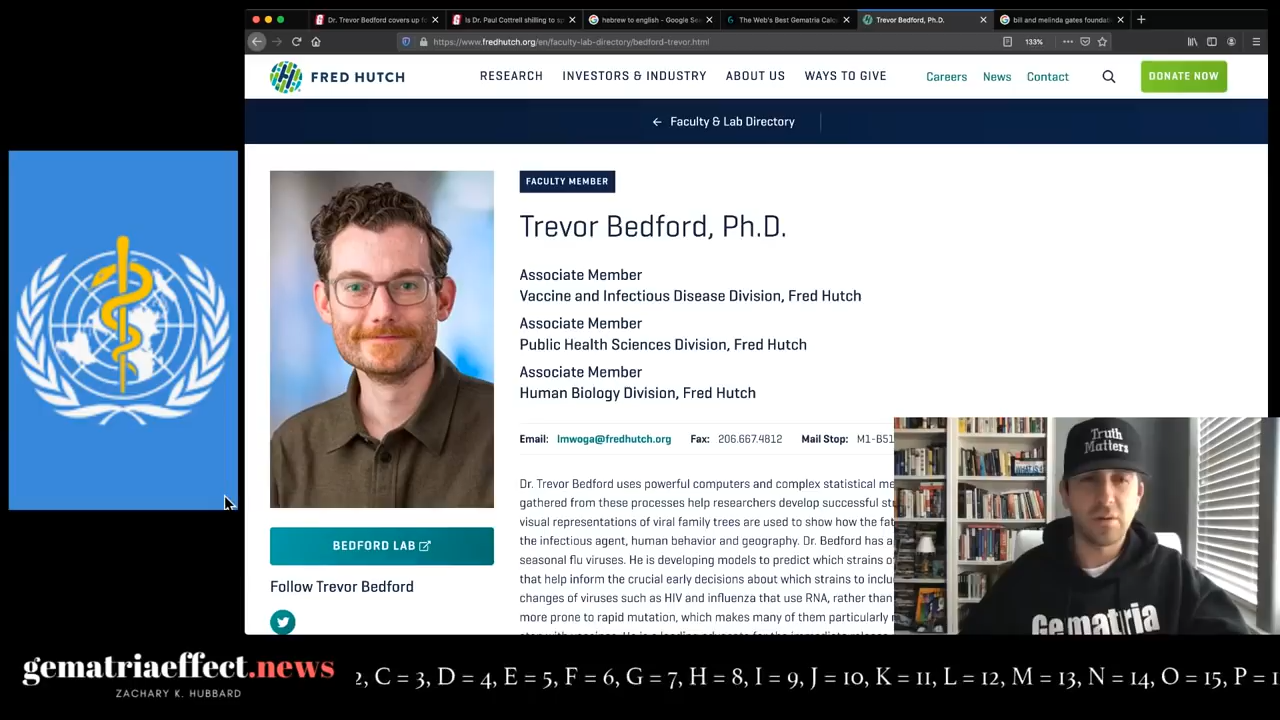 Dr. Trevor Bedford covers up fo
Is Dr. Paul Cottrell shilling to s
hebrew to english - Google Se
The Web's Best Gematria Calc
Trevor Bedford, Ph.D.
bill and melinda gates foundat
https://www.fredhutch.org/en/faculty-lab-directory/bedford-trevor.html
133%
FRED HUTCH
RESEARCH
INVESTORS & INDUSTRY
ABOUT US
WAYS TO GIVE
Careers
News
Contact
DONATE NOW
← Faculty & Lab Directory
FACULTY MEMBER
Trevor Bedford, Ph.D.
Associate Member
Vaccine and Infectious Disease Division, Fred Hutch
Associate Member
Public Health Sciences Division, Fred Hutch
Associate Member
Human Biology Division, Fred Hutch
Email: lmwoga@fredhutch.org Fax: 206.667.4812 Mail Stop: M1-B51
Dr. Trevor Bedford uses powerful computers and complex statistical me
gathered from these processes help researchers develop successful st
visual representations of viral family trees are used to show how the fat
the infectious agent, human behavior and geography. Dr. Bedford has a
seasonal flu viruses. He is developing models to predict which strains o
that help inform the crucial early decisions about which strains to inclu
changes of viruses such as HIV and influenza that use RNA, rather than
more prone to rapid mutation, which makes many of them particularly
BEDFORD LAB
Follow Trevor Bedford
Truth
Matters
Gematria
gematriaeffect.news
ZACHARY K. HUBBARD
2, C = 3, D = 4, E = 5, F = 6, G = 7, H = 8, I = 9, J = 10, K = 11, L = 12, M = 13, N = 14, O = 15, P = 1